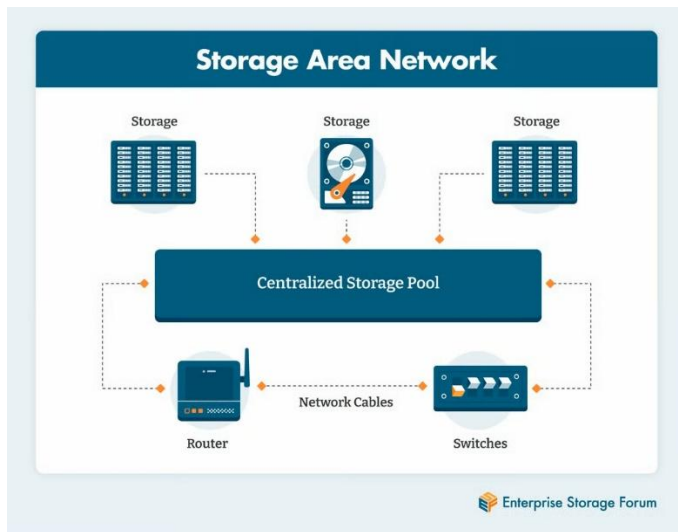 Storage Area Network
Storage
Storage
Storage
Centralized Storage Pool
Network Cables
Router
Switches
Enterprise Storage Forum